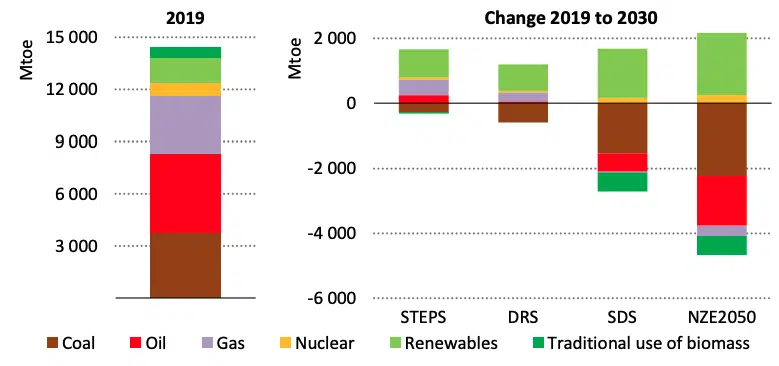 2019
Change 2019 to 2030
Mtoe
15 000
12 000
9 000
6 000
3 000
Mtoe
2 000
0
-2 000
-4 000
-6 000
STEPS DRS SDS NZE2050
Coal Oil Gas Nuclear Renewables Traditional use of biomass